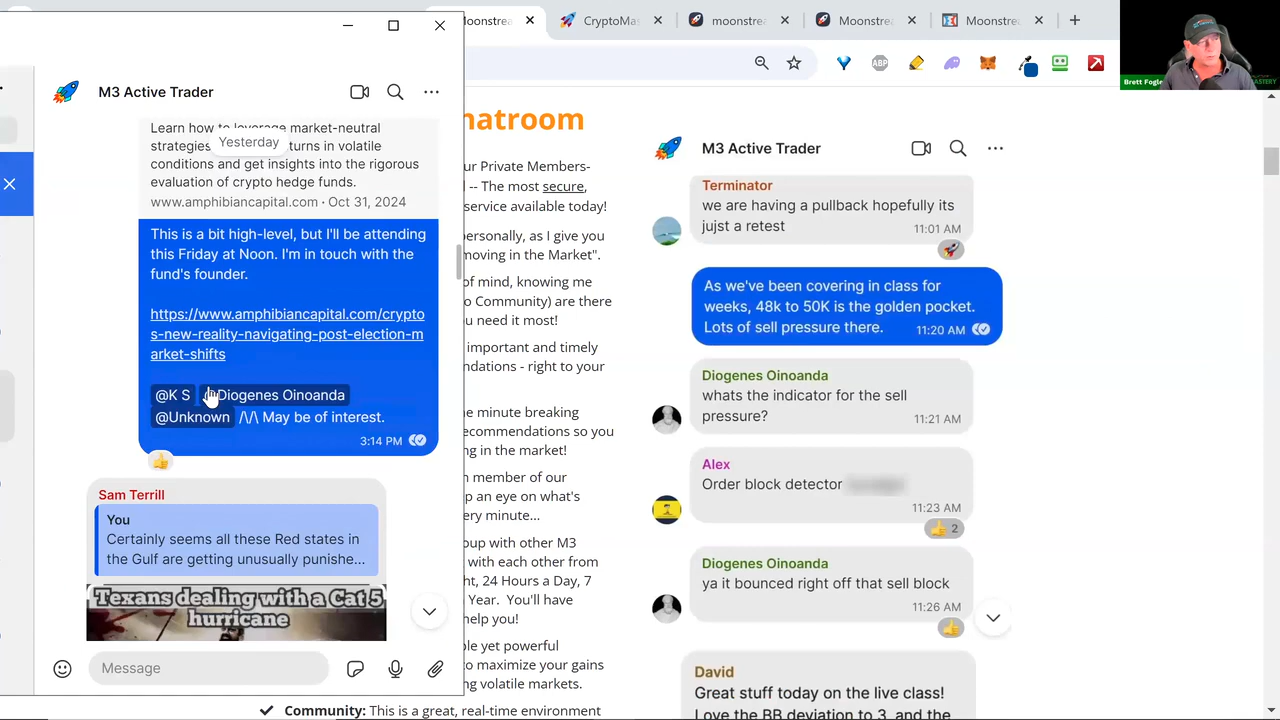 Moonstrea
CryptoMas
moonstrea
Moonstrea
Moonstrea
ABP
Brett Fogle
M3 Active Trader
Learn how to leverage market-neutral
strategies turns in volatile
conditions and get insights into the rigorous
evaluation of crypto hedge funds.
Yesterday
www.amphibiancapital.com · Oct 31, 2024
This is a bit high-level, but I'll be attending
this Friday at Noon. I'm in touch with the
fund's founder.
https://www.amphibiancapital.com/crypto
s-new-reality-navigating-post-election-m
arket-shifts
@K S @Diogenes Oinoanda
@Unknown /\/\ May be of interest.
3:14 PM
Sam Terrill
You
Certainly seems all these Red states in
the Gulf are getting unusually punishe...
Texans dealing with a Cat 5
hurricane
Message
hatroom
ur Private Members-
-- The most secure,
service available today!
personally, as I give you
moving in the Market".
of mind, knowing me
o Community) are there
u need it most!
important and timely
ndations - right to your
he minute breaking
recommendations so you
ng in the market!
n member of our
p an eye on what's
ery minute...
oup with other M3
with each other from
ht, 24 Hours a Day, 7
Year. You'll have
help you!
ple yet powerful
to maximize your gains
ng volatile markets.
Community: This is a great, real-time environment
M3 Active Trader
Terminator
we are having a pullback hopefully its
jujst a retest
11:01 AM
As we've been covering in class for
weeks, 48k to 50K is the golden pocket.
Lots of sell pressure there.
11:20 AM
Diogenes Oinoanda
whats the indicator for the sell
pressure?
11:21 AM
Alex
Order block detector
11:23 AM
2
Diogenes Oinoanda
ya it bounced right off that sell block
11:26 AM
David
Great stuff today on the live class!
Love the BB deviation to 3, and the